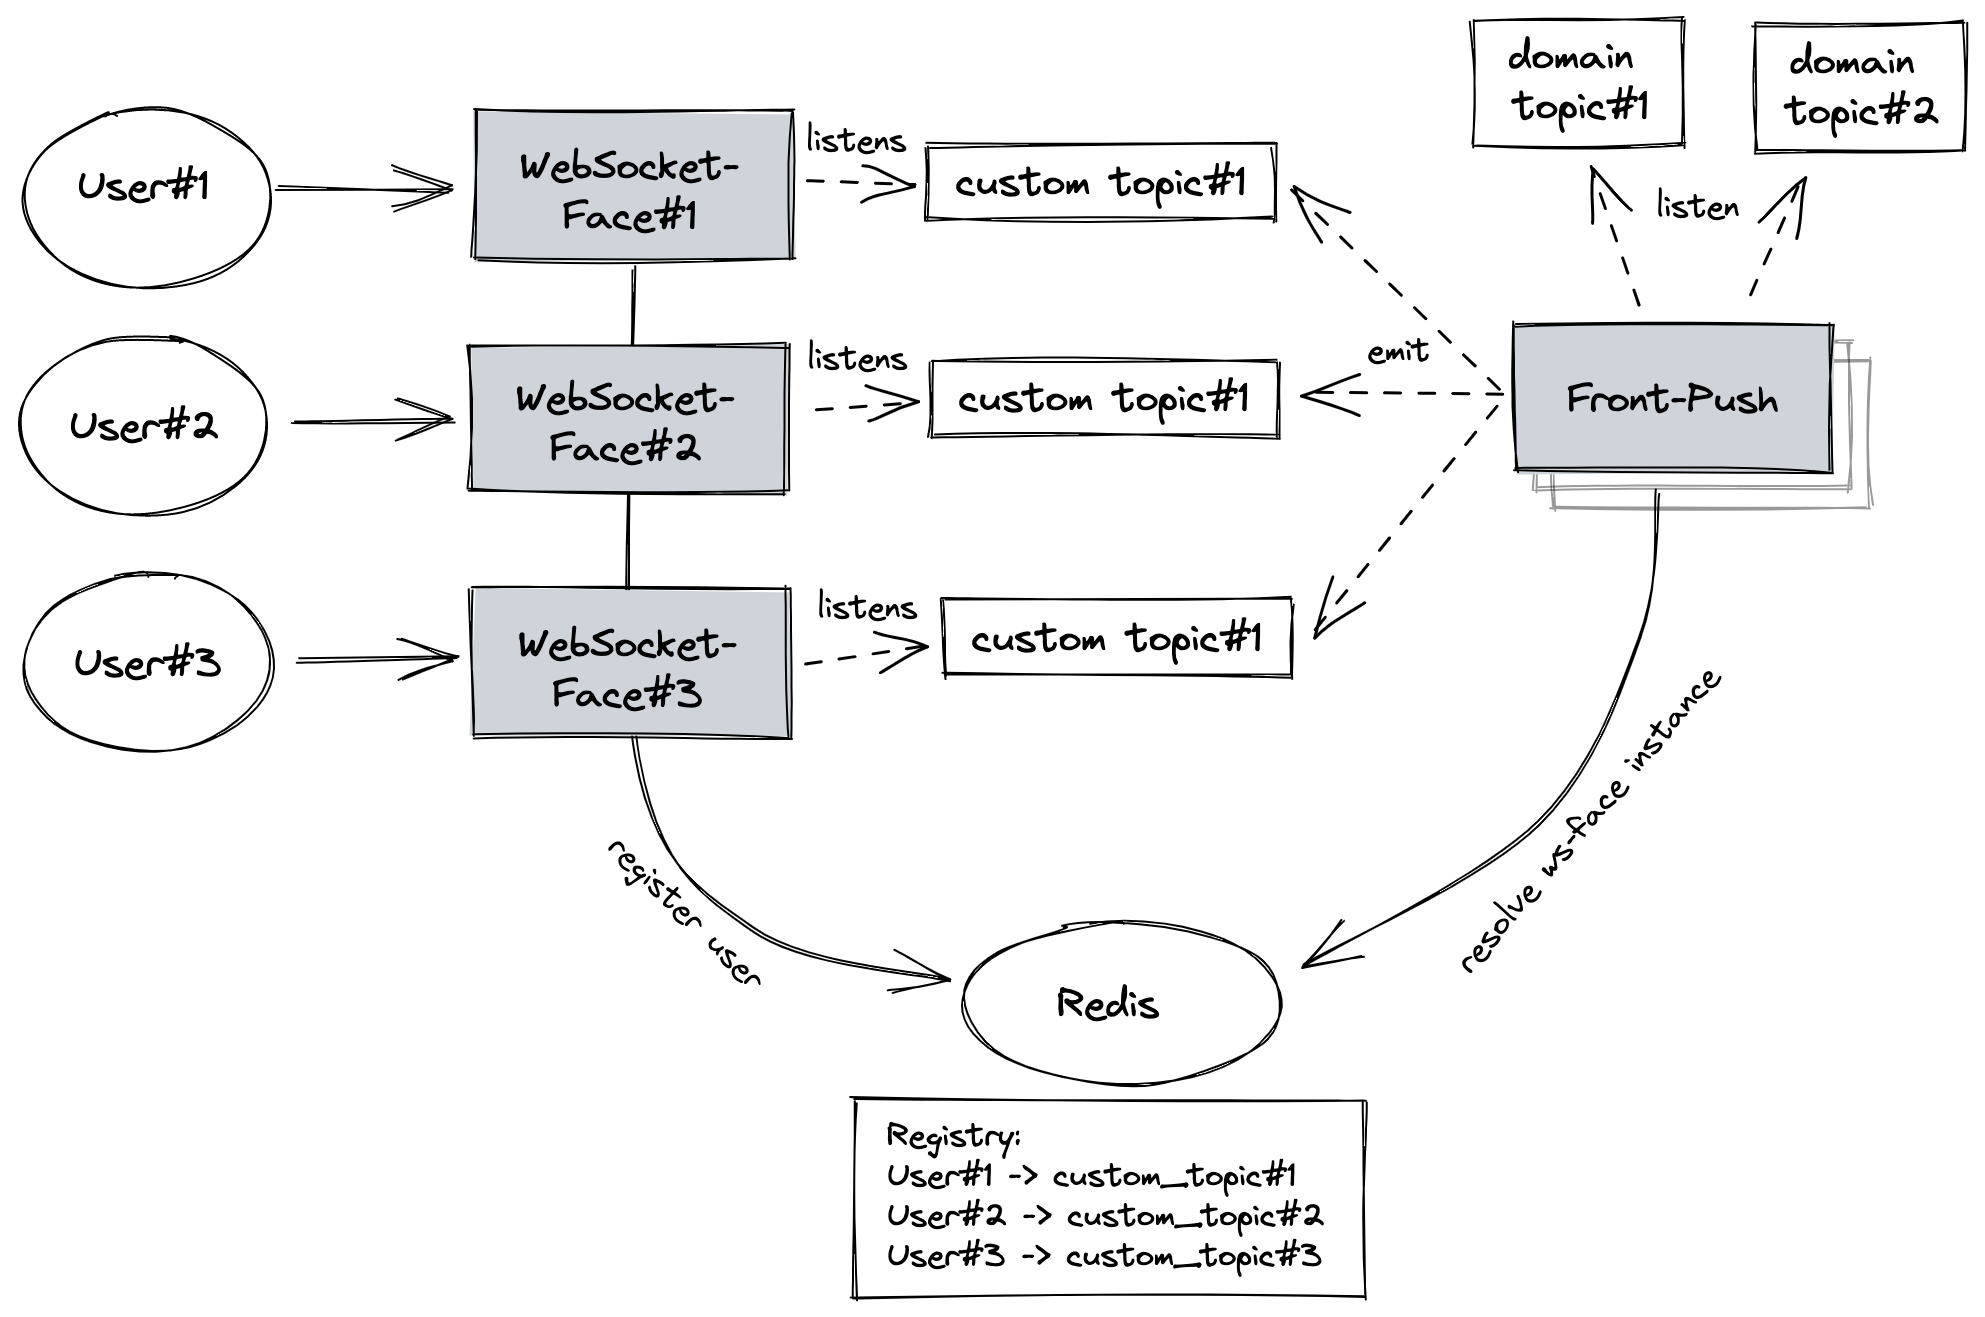 domain
topic#1
domain
topic#2
User#1
WebSocket-
Face#1
listens
custom topic#1
listen
User#2
WebSocket-
Face#2
listens
custom topic#1
emit
Front-Push
User#3
WebSocket-
Face#3
listens
custom topic#1
register user
resolve ws-face instance
Redis
Registry:
User#1 -> custom_topic#1
User#2 -> custom_topic#2
User#3 -> custom_topic#3